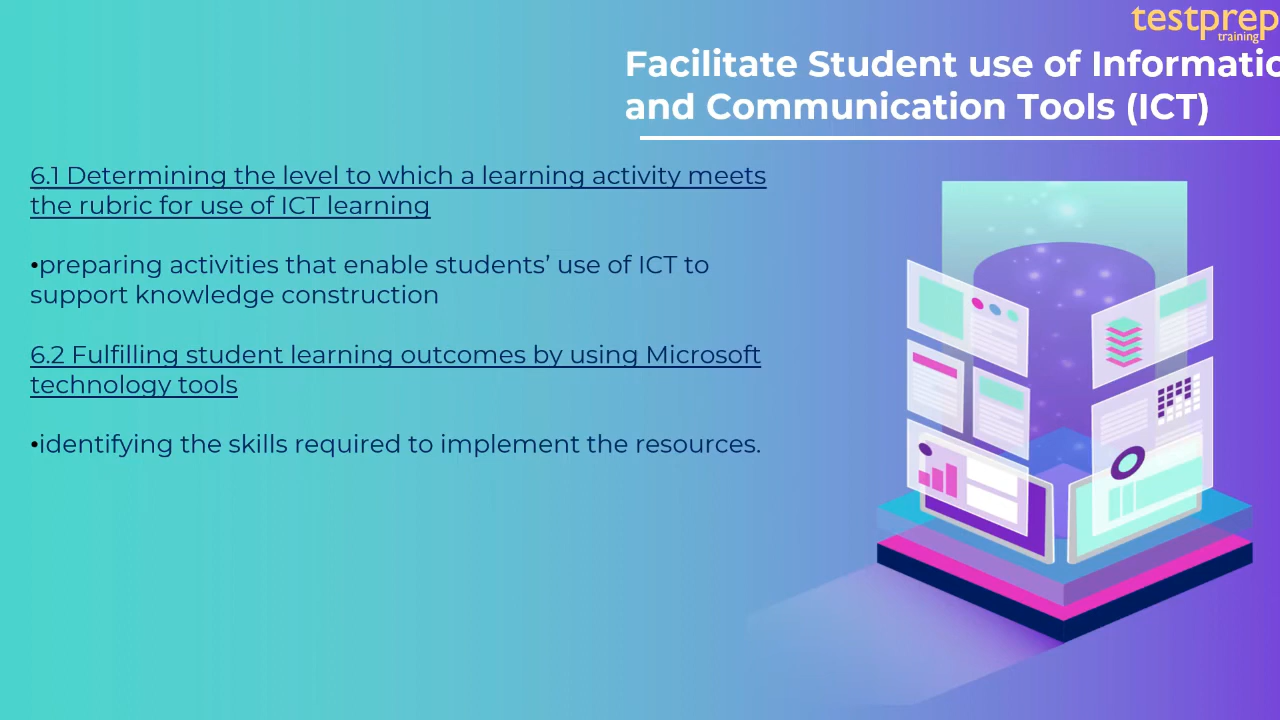 testprep
training
Facilitate Student use of Informatic
and Communication Tools (ICT)
6.1 Determining the level to which a learning activity meets
the rubric for use of ICT learning
•preparing activities that enable students’ use of ICT to
support knowledge construction
6.2 Fulfilling student learning outcomes by using Microsoft
technology tools
•identifying the skills required to implement the resources.